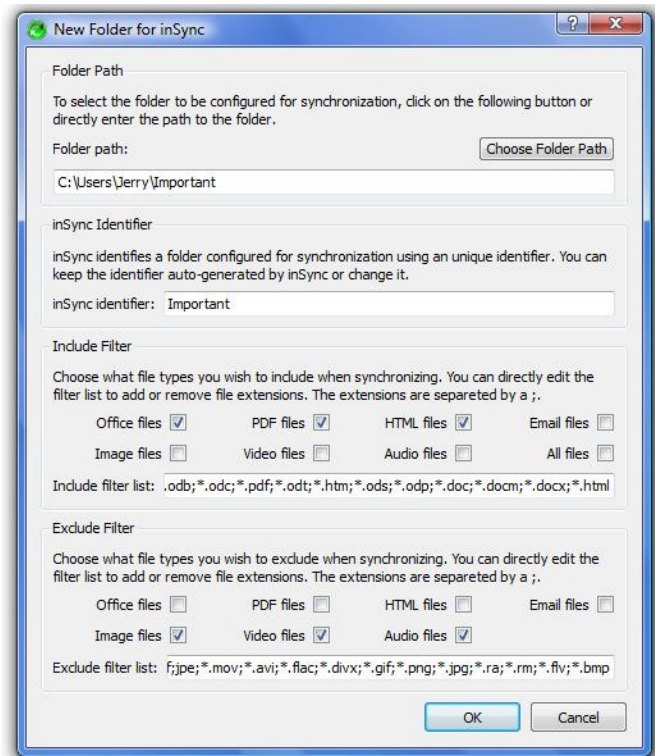 New Folder for inSync
Folder Path
To select the folder to be configured for synchronization, click on the following button or
directly enter the path to the folder.
Folder path: Choose Folder Path
C:\Users\Jerry\Important
inSync Identifier
inSync identifies a folder configured for synchronization using an unique identifier. You can
keep the identifier auto-generated by inSync or change it.
inSync identifier: Important
Include Filter
Choose what file types you wish to include when synchronizing. You can directly edit the
filter list to add or remove file extensions. The extensions are separeted by a ;.
Office files PDF files HTML files Email files
Image files Video files Audio files All files
Include filter list: .odb;*.odc;*.pdf;*.odt;*.htm;*.ods;*.odp;*.doc;*.docm;*.docx;*.html
Exclude Filter
Choose what file types you wish to exclude when synchronizing. You can directly edit the
filter list to add or remove file extensions. The extensions are separeted by a ;.
Office files PDF files HTML files Email files
Image files Video files Audio files
Exclude filter list: f;jpe;*.mov;*.avi;*.flac;*.divx;*.gif;*.png;*.jpg;*.ra;*.rm;*.flv;*.bmp
OK Cancel